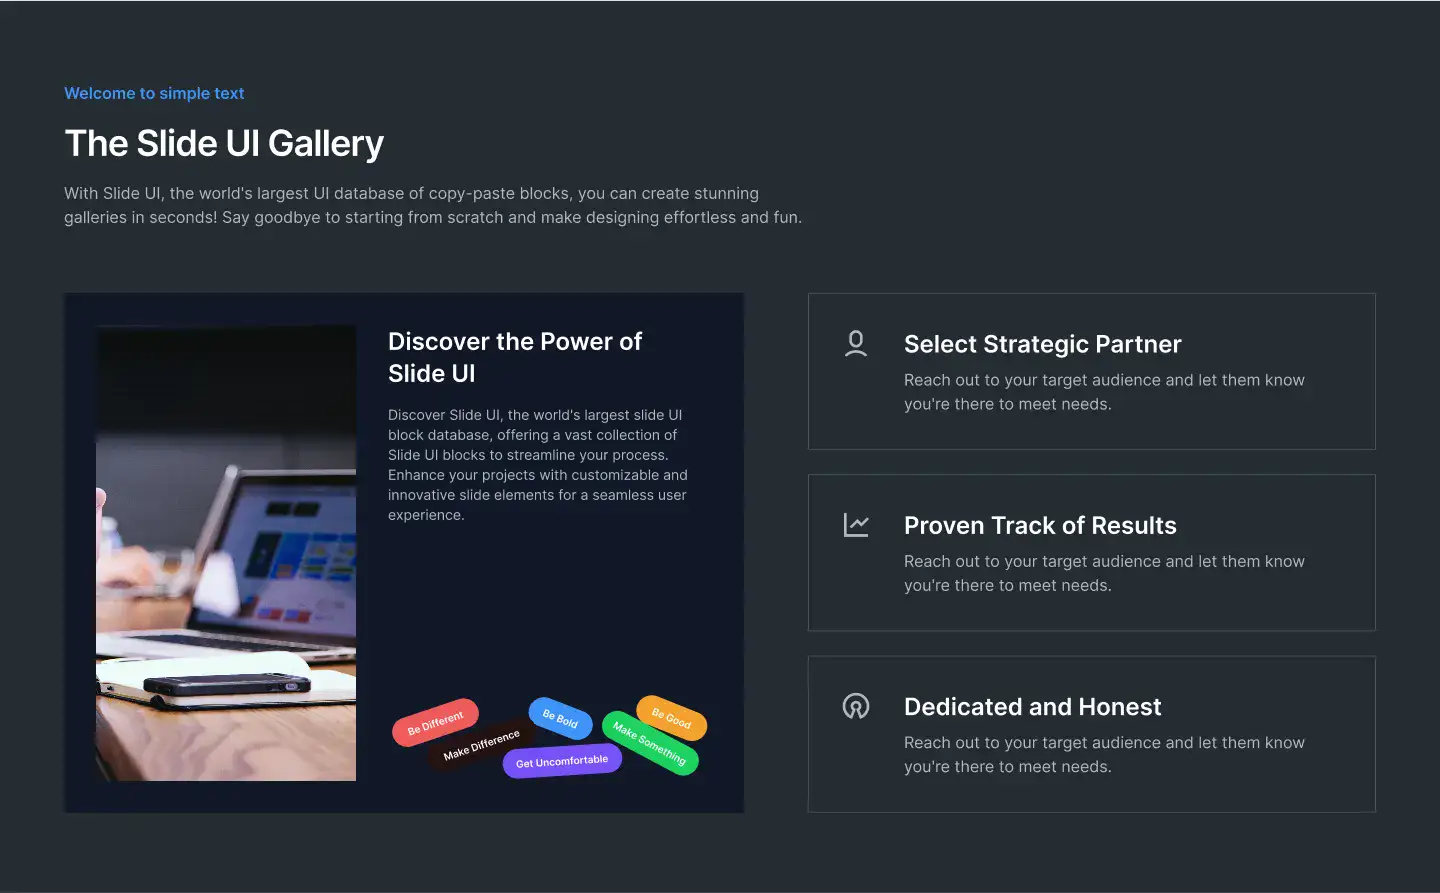 Welcome to simple text
The Slide UI Gallery
With Slide UI, the world's largest UI database of copy-paste blocks, you can create stunning
galleries in seconds! Say goodbye to starting from scratch and make designing effortless and fun.
Discover the Power of
Slide UI
Discover Slide UI, the world's largest slide UI
block database, offering a vast collection of
Slide UI blocks to streamline your process.
Enhance your projects with customizable and
innovative slide elements for a seamless user
experience.
Be Different
Make Difference
Be Bold
Get Uncomfortable
Make Something
Be Good
Select Strategic Partner
Reach out to your target audience and let them know
you're there to meet needs.
Proven Track of Results
Reach out to your target audience and let them know
you're there to meet needs.
Dedicated and Honest
Reach out to your target audience and let them know
you're there to meet needs.